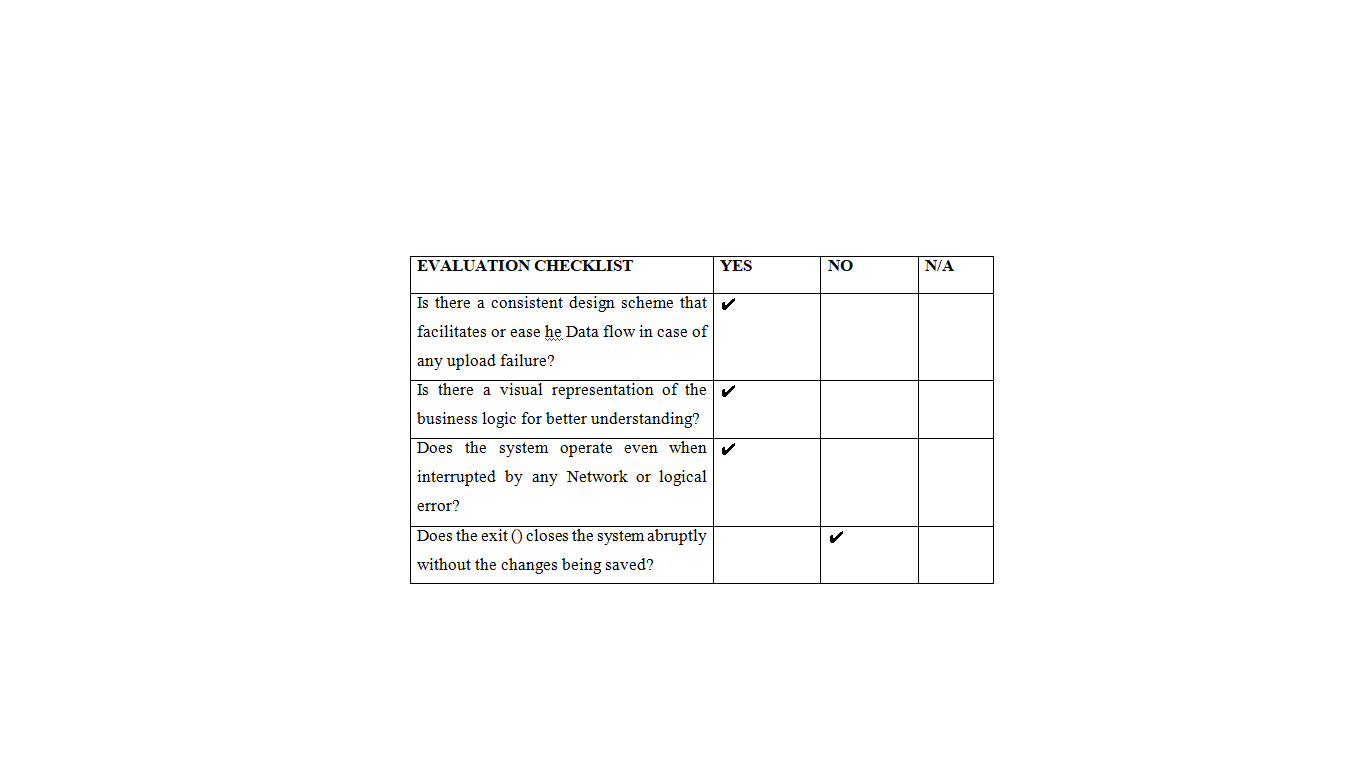 EVALUATION CHECKLIST YES NO N/A
Is there a consistent design scheme that ✔
facilitates or ease he Data flow in case of
any upload failure?
Is there a visual representation of the ✔
business logic for better understanding?
Does the system operate even when ✔
interrupted by any Network or logical
error?
Does the exit () closes the system abruptly ✔
without the changes being saved?